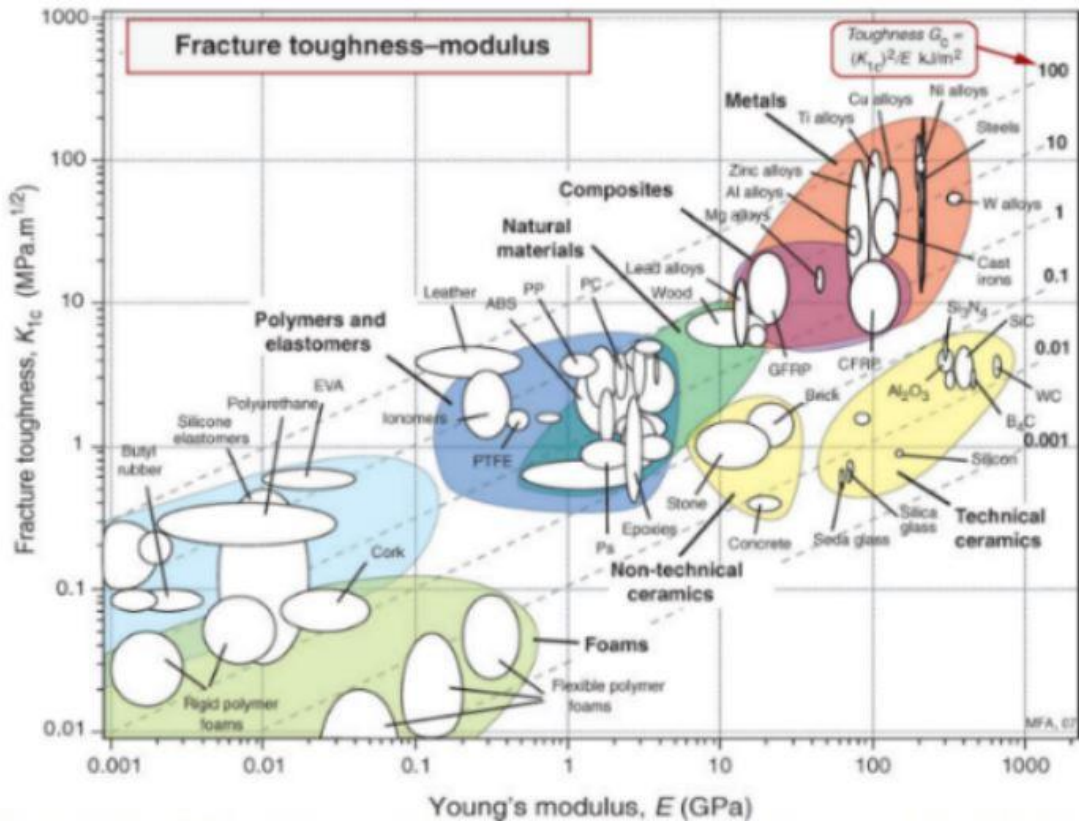 Fracture toughness–modulus
Toughness Gc =
(K1c)²/E kJ/m²
1000
100
10
1
0.1
0.01
Fracture toughness, K1c (MPa.m1/2)
100
10
1
0.1
0.01
0.001
Metals
Ti alloys
Cu alloys
Ni alloys
Steels
Zinc alloys
Al alloys
Mg alloys
W alloys
Cast
irons
Composites
Natural
materials
Lead alloys
Wood
PC
PP
ABS
Leather
Polymers and
elastomers
Ionomers
PTFE
EVA
Polyurethane
Silicone
elastomers
Butyl
rubber
GFRP
CFRP
Si3N4
SiC
Al2O3
WC
B4C
Brick
Silicon
Stone
Epoxies
Ps
Concrete
Soda glass
Silica
glass
Technical
ceramics
Non-technical
ceramics
Cork
Foams
Rigid polymer
foams
Flexible polymer
foams
MFA, 07
0.001
0.01
0.1
1
10
100
1000
Young's modulus, E (GPa)